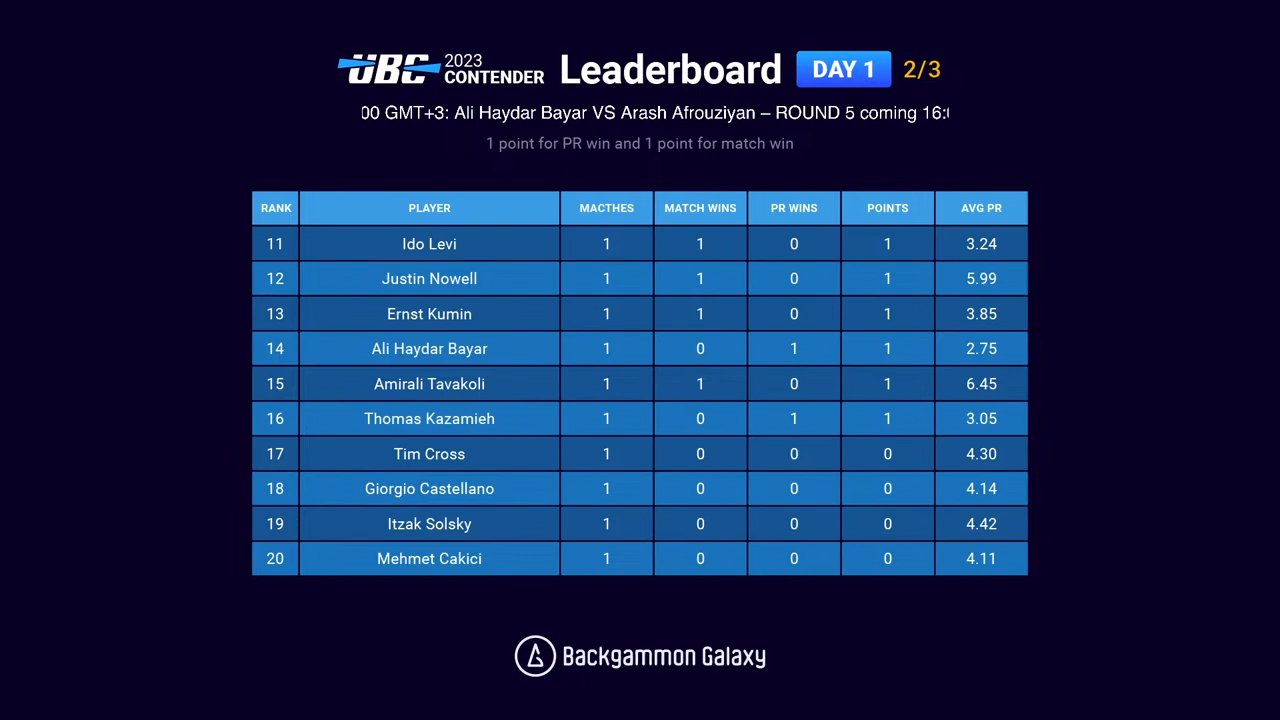 UBC 2023 CONTENDER Leaderboard DAY 1 2/3
00 GMT+3: Ali Haydar Bayar VS Arash Afrouziyan – ROUND 5 coming 16:
1 point for PR win and 1 point for match win
RANK PLAYER MACTHES MATCH WINS PR WINS POINTS AVG PR
11 Ido Levi 1 1 0 1 3.24
12 Justin Nowell 1 1 0 1 5.99
13 Ernst Kumin 1 1 0 1 3.85
14 Ali Haydar Bayar 1 0 1 1 2.75
15 Amirali Tavakoli 1 1 0 1 6.45
16 Thomas Kazamieh 1 0 1 1 3.05
17 Tim Cross 1 0 0 0 4.30
18 Giorgio Castellano 1 0 0 0 4.14
19 Itzak Solsky 1 0 0 0 4.42
20 Mehmet Cakici 1 0 0 0 4.11
Backgammon Galaxy